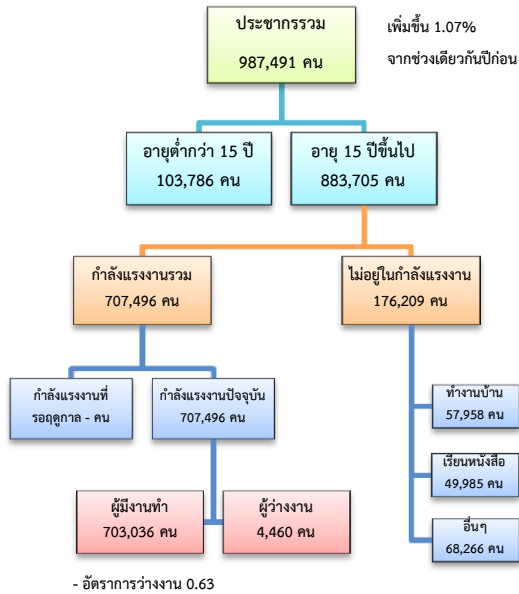 ประชากรรวม
987,491 คน
เพิ่มขึ้น 1.07%
จากช่วงเดียวกันปีก่อน
อายุต่ำกว่า 15 ปี
103,786 คน
อายุ 15 ปีขึ้นไป
883,705 คน
กำลังแรงงานรวม
707,496 คน
ไม่อยู่ในกำลังแรงงาน
176,209 คน
กำลังแรงงานที่
รอฤดูกาล - คน
กำลังแรงงานปัจจุบัน
707,496 คน
ทำงานบ้าน
57,958 คน
เรียนหนังสือ
49,985 คน
อื่นๆ
68,266 คน
ผู้มีงานทำ
703,036 คน
ผู้ว่างงาน
4,460 คน
- อัตราการว่างงาน 0.63